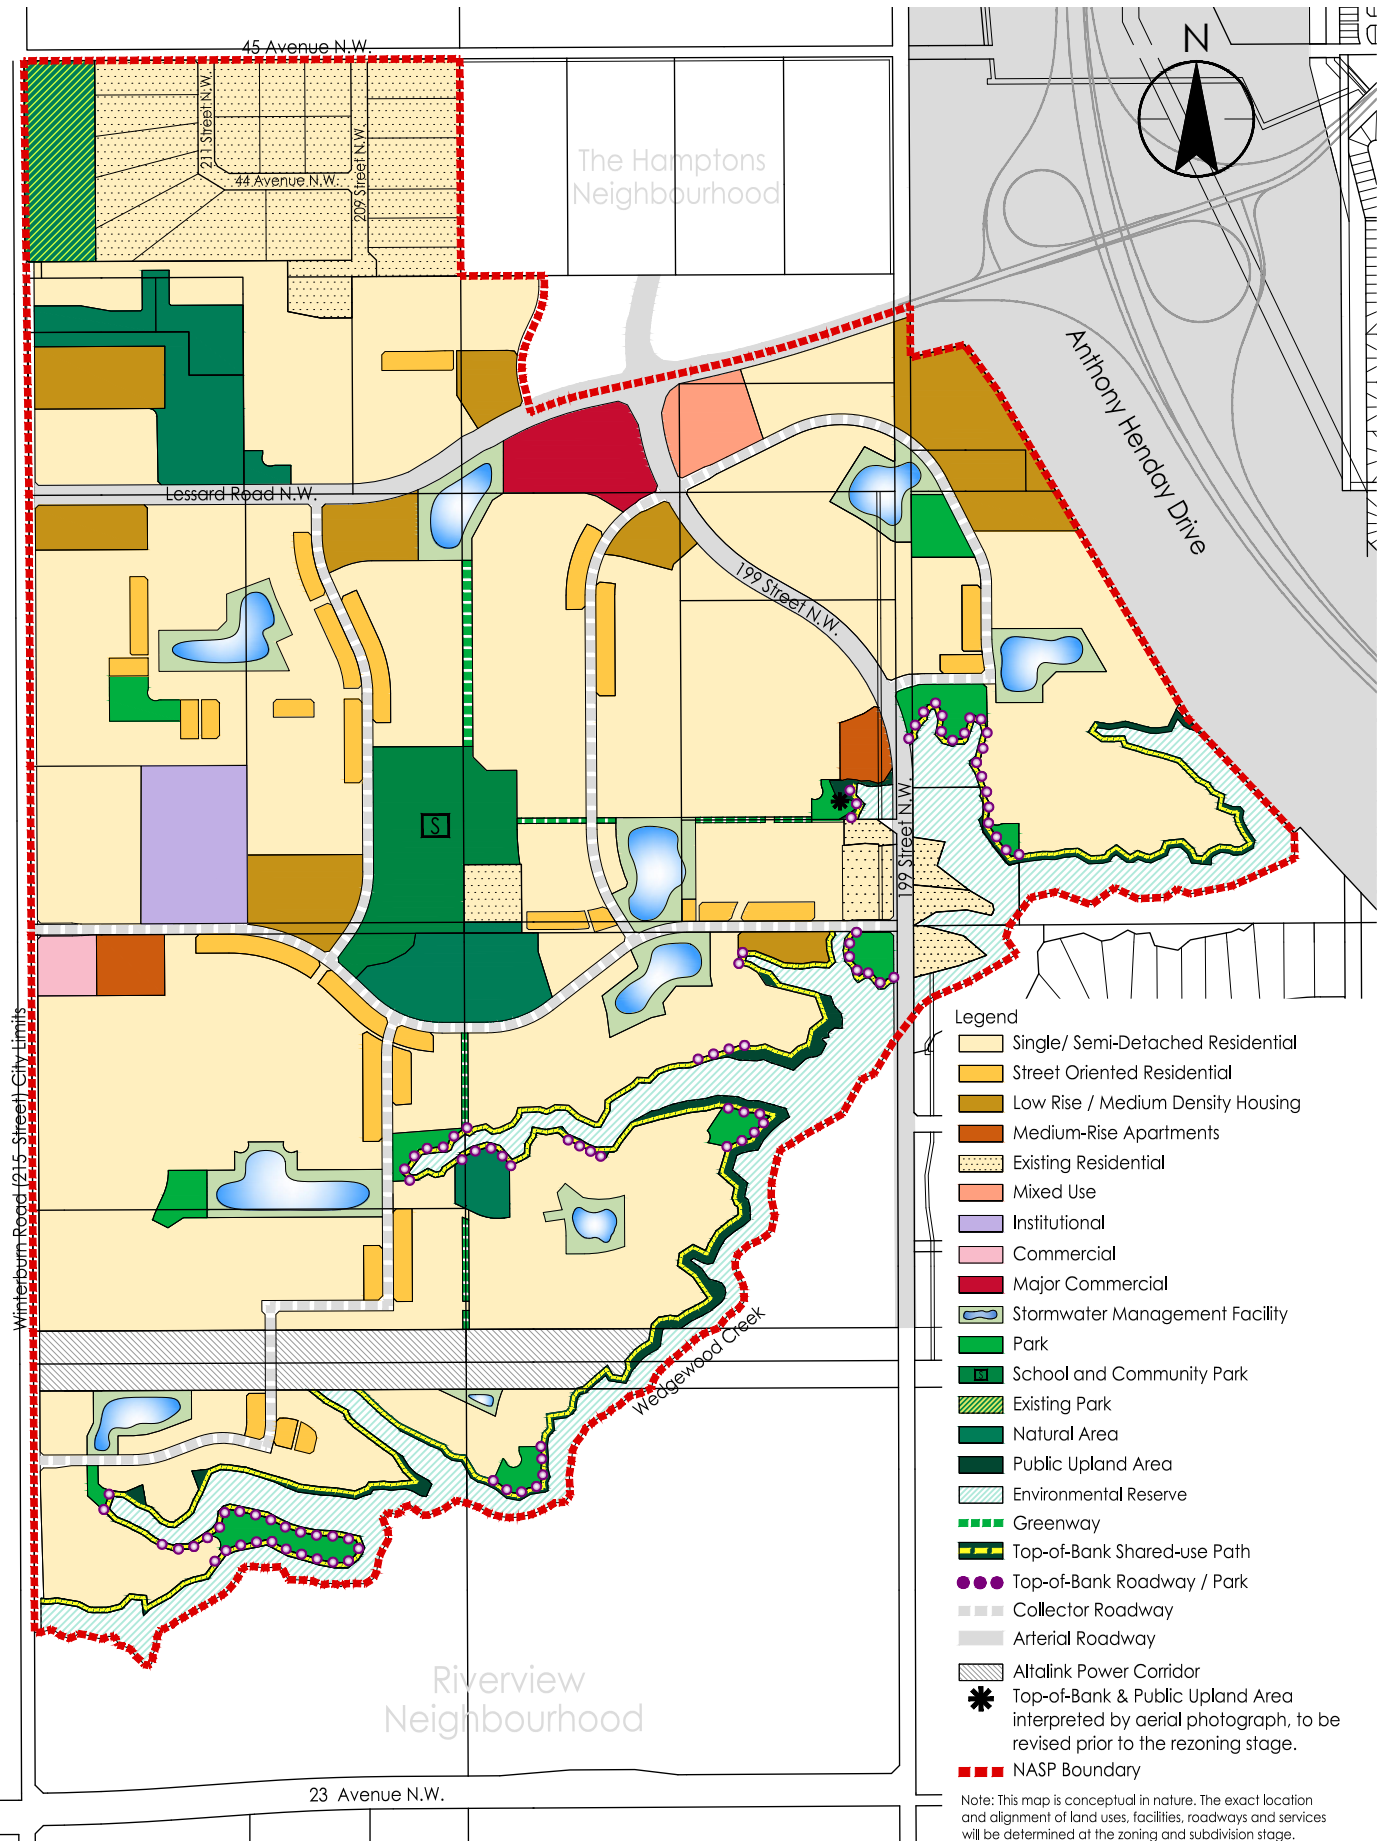 45 Avenue N.W.
N
211 Street N.W.
44 Avenue N.W.
209 Street N.W.
The Hamptons
Neighbourhood
Anthony Henday Drive
Lessard Road N.W.
199 Street N.W.
S
199 Street N.W.
Winterburn Road (215 Street) City Limits
Wedgewood Creek
Riverview
Neighbourhood
23 Avenue N.W.
Legend
Single/ Semi-Detached Residential
Street Oriented Residential
Low Rise / Medium Density Housing
Medium-Rise Apartments
Existing Residential
Mixed Use
Institutional
Commercial
Major Commercial
Stormwater Management Facility
Park
S School and Community Park
Existing Park
Natural Area
Public Upland Area
Environmental Reserve
Greenway
Top-of-Bank Shared-use Path
Top-of-Bank Roadway / Park
Collector Roadway
Arterial Roadway
Altalink Power Corridor
Top-of-Bank & Public Upland Area
interpreted by aerial photograph, to be
revised prior to the rezoning stage.
NASP Boundary
Note: This map is conceptual in nature. The exact location
and alignment of land uses, facilities, roadways and services
will be determined at the zoning and subdivision stage.